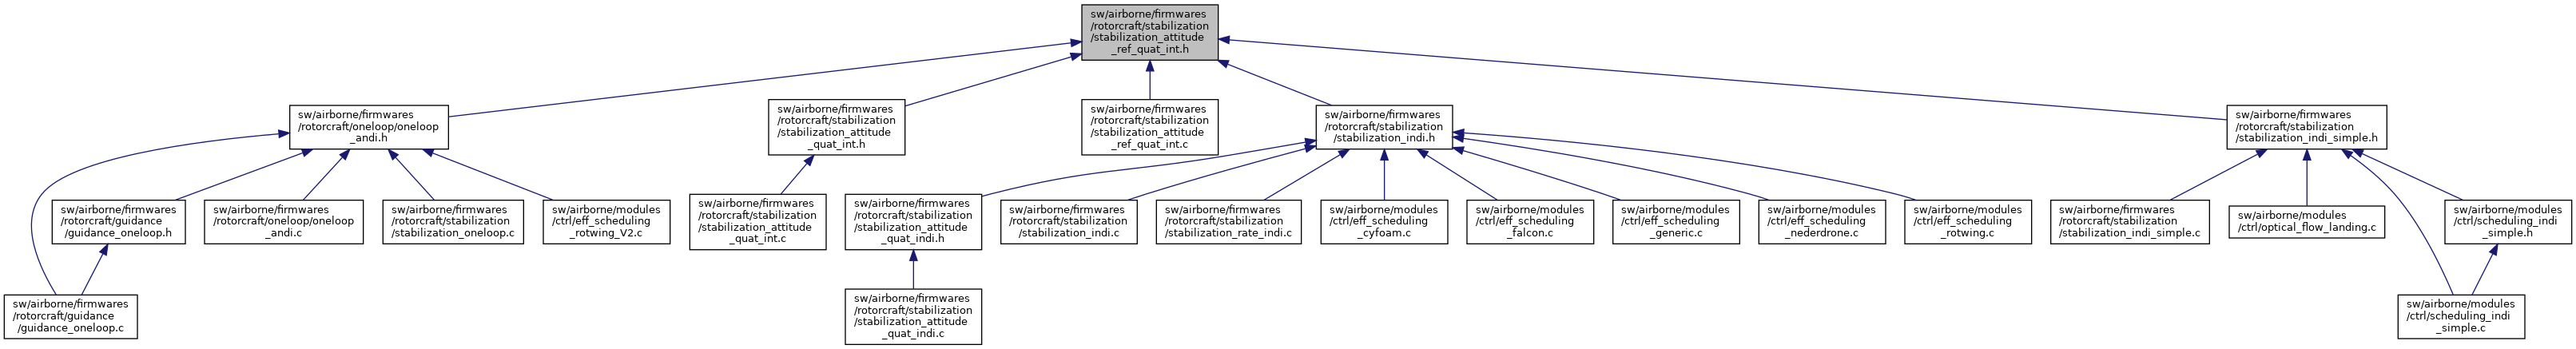 sw/airborne/firmwares
/rotorcraft/stabilization
/stabilization_attitude
_ref_quat_int.h
sw/airborne/firmwares
/rotorcraft/oneloop/oneloop
_andi.h
sw/airborne/firmwares
/rotorcraft/stabilization
/stabilization_attitude
_quat_int.h
sw/airborne/firmwares
/rotorcraft/stabilization
/stabilization_attitude
_ref_quat_int.c
sw/airborne/firmwares
/rotorcraft/stabilization
/stabilization_indi.h
sw/airborne/firmwares
/rotorcraft/stabilization
/stabilization_indi_simple.h
sw/airborne/firmwares
/rotorcraft/guidance
/guidance_oneloop.h
sw/airborne/firmwares
/rotorcraft/oneloop/oneloop
_andi.c
sw/airborne/firmwares
/rotorcraft/stabilization
/stabilization_oneloop.c
sw/airborne/modules
/ctrl/eff_scheduling
_rotwing_V2.c
sw/airborne/firmwares
/rotorcraft/stabilization
/stabilization_attitude
_quat_int.c
sw/airborne/firmwares
/rotorcraft/stabilization
/stabilization_attitude
_quat_indi.h
sw/airborne/firmwares
/rotorcraft/stabilization
/stabilization_indi.c
sw/airborne/firmwares
/rotorcraft/stabilization
/stabilization_rate_indi.c
sw/airborne/modules
/ctrl/eff_scheduling
_cyfoam.c
sw/airborne/modules
/ctrl/eff_scheduling
_falcon.c
sw/airborne/modules
/ctrl/eff_scheduling
_generic.c
sw/airborne/modules
/ctrl/eff_scheduling
_nederdrone.c
sw/airborne/modules
/ctrl/eff_scheduling
_rotwing.c
sw/airborne/firmwares
/rotorcraft/stabilization
/stabilization_indi_simple.c
sw/airborne/modules
/ctrl/optical_flow_landing.c
sw/airborne/modules
/ctrl/scheduling_indi
_simple.h
sw/airborne/firmwares
/rotorcraft/guidance
/guidance_oneloop.c
sw/airborne/firmwares
/rotorcraft/stabilization
/stabilization_attitude
_quat_indi.c
sw/airborne/modules
/ctrl/scheduling_indi
_simple.c